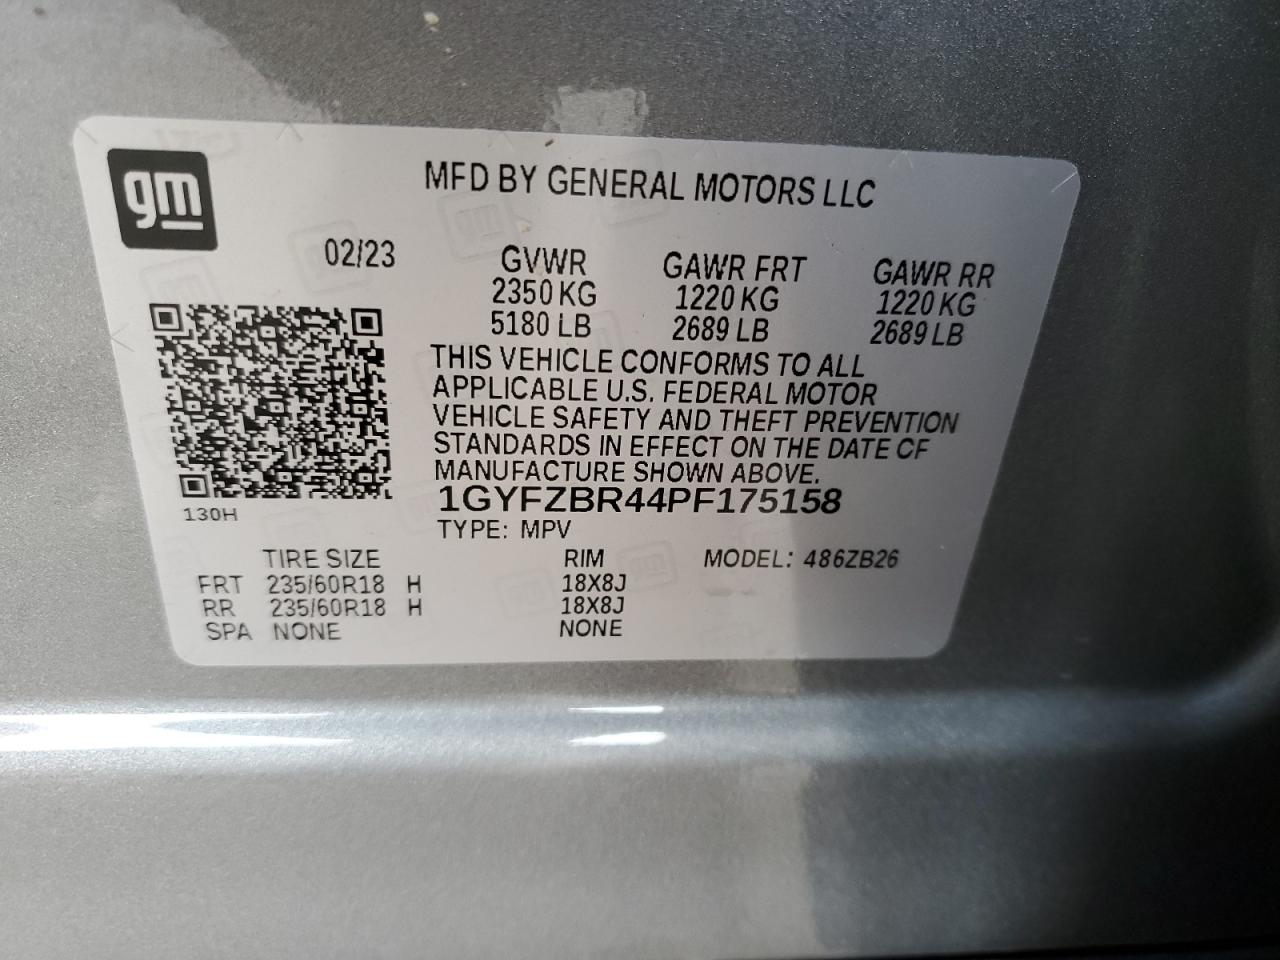 gm
MFD BY GENERAL MOTORS LLC
02/23
GVWR GAWR FRT GAWR RR
2350 KG 1220 KG 1220 KG
5180 LB 2689 LB 2689 LB
THIS VEHICLE CONFORMS TO ALL
APPLICABLE U.S. FEDERAL MOTOR
VEHICLE SAFETY AND THEFT PREVENTION
STANDARDS IN EFFECT ON THE DATE OF
MANUFACTURE SHOWN ABOVE.
1GYFZBR44PF175158
130H
TYPE: MPV
TIRE SIZE RIM MODEL: 486ZB26
FRT 235/60R18 H 18X8J
RR 235/60R18 H 18X8J
SPA NONE NONE